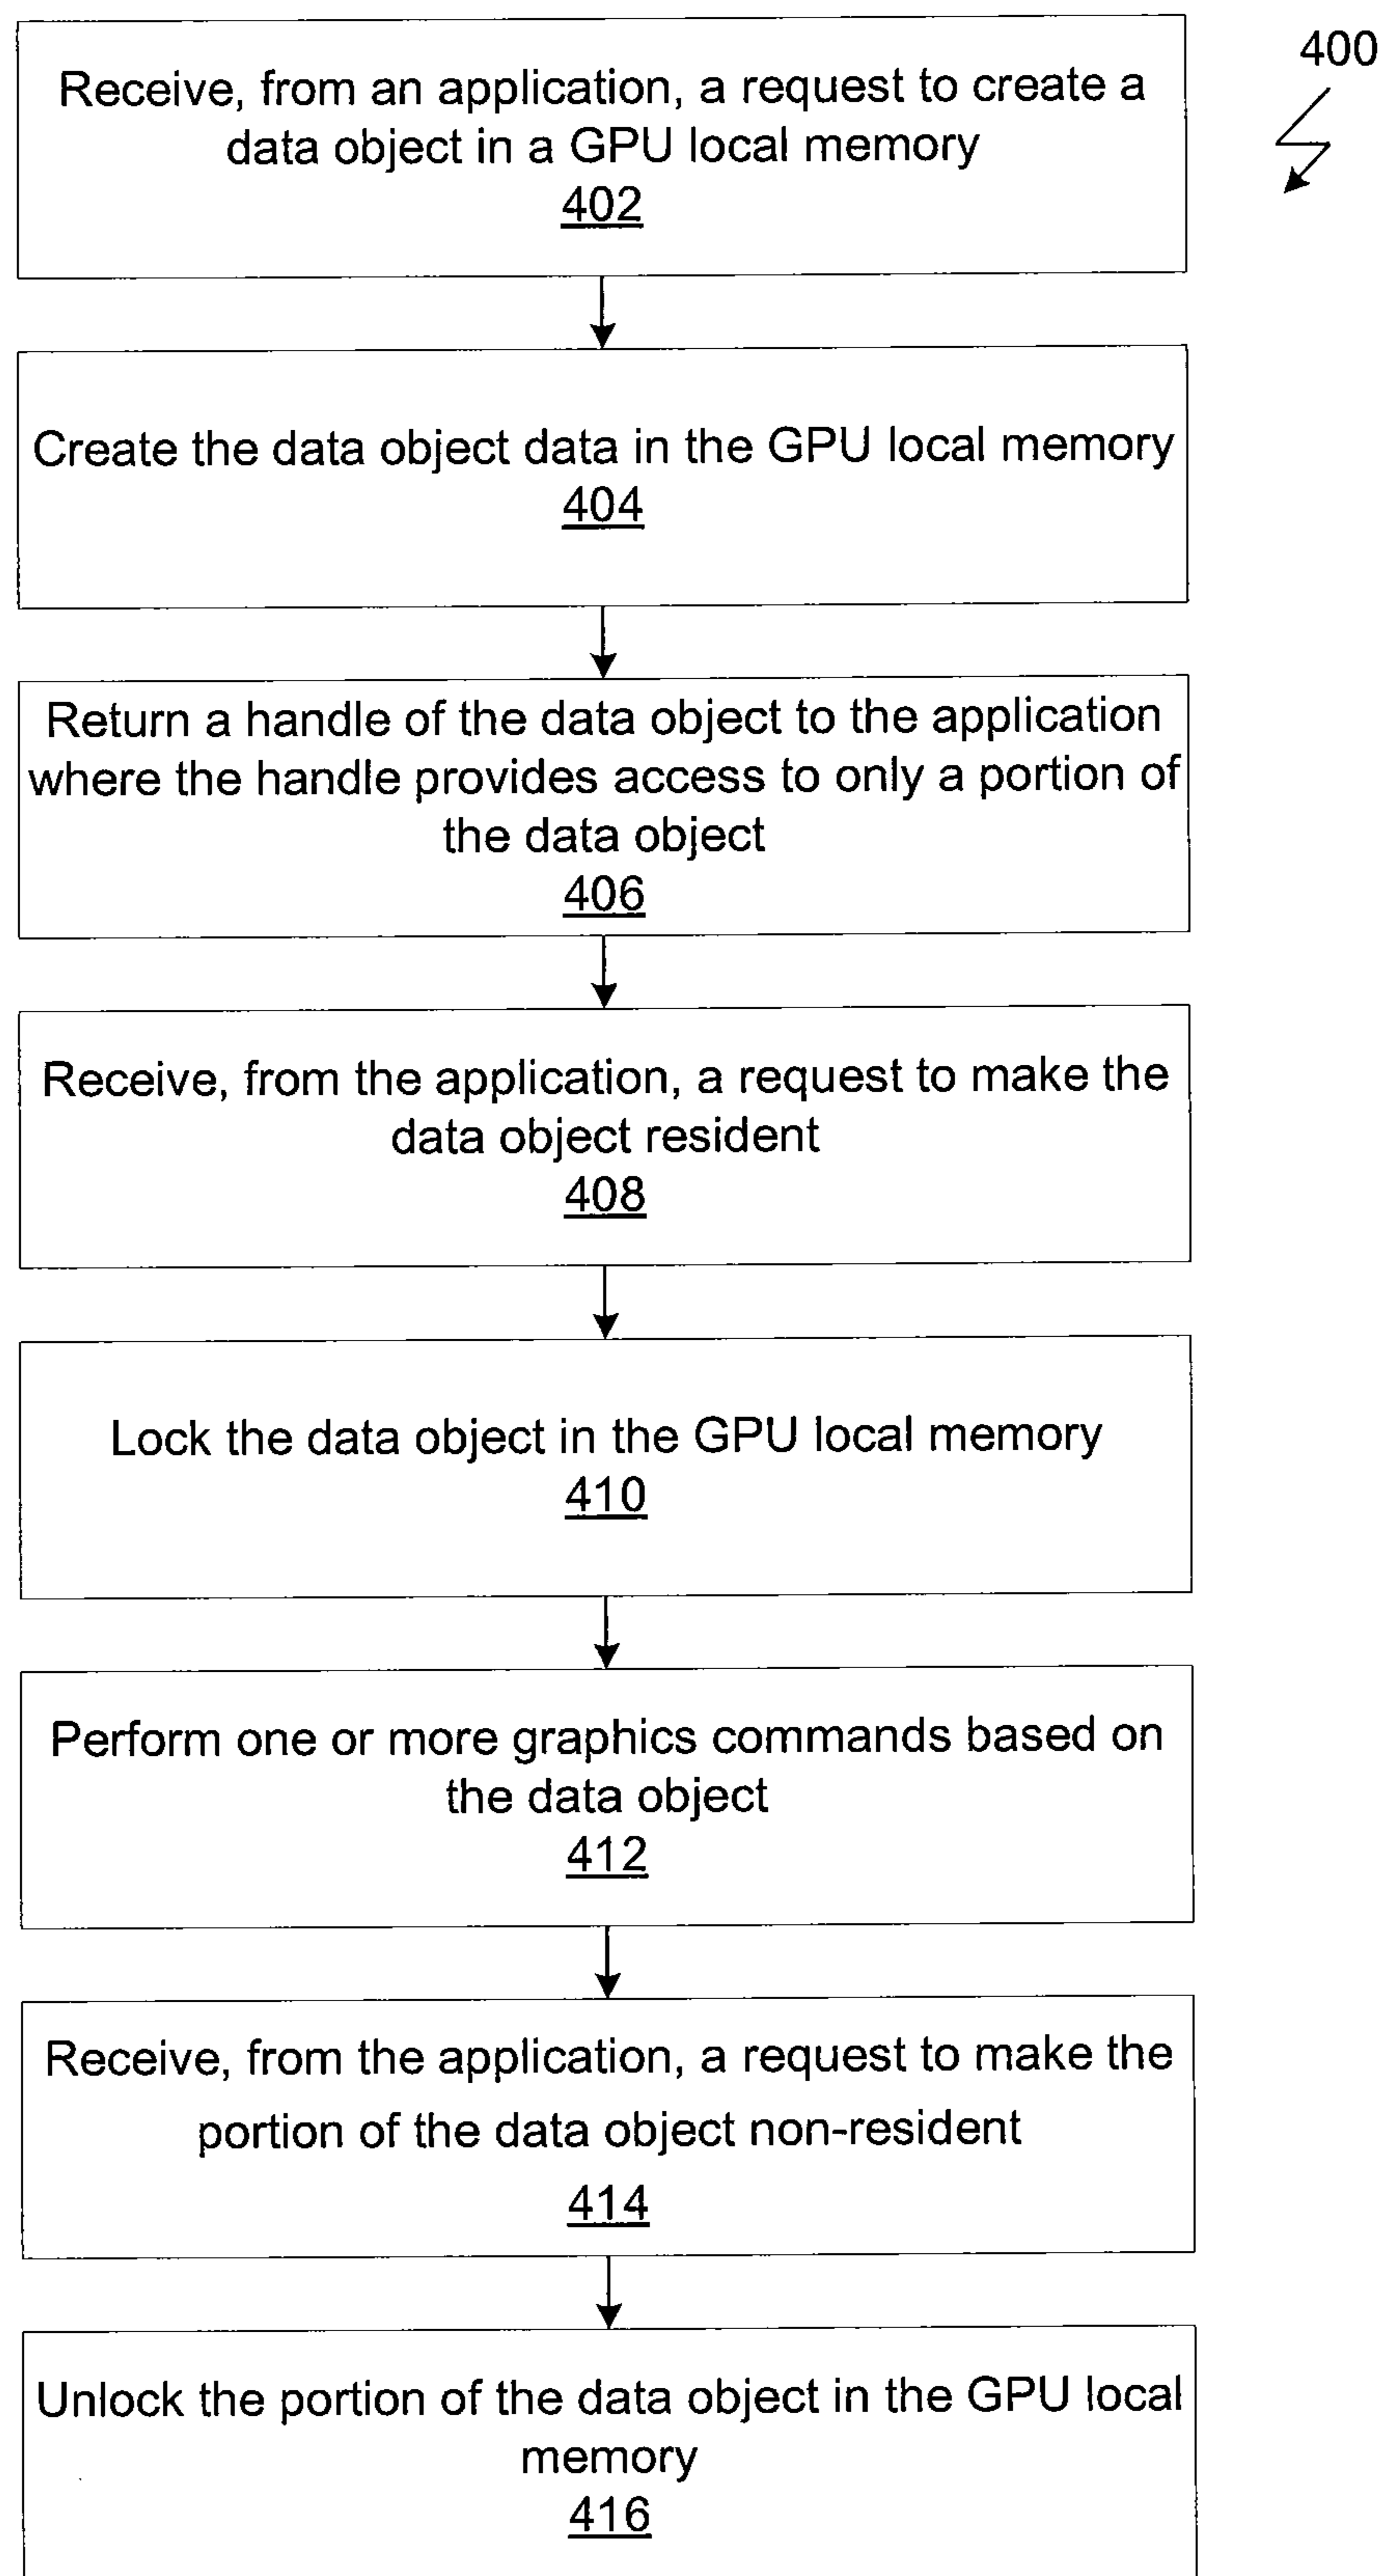 400
Receive, from an application, a request to create a
data object in a GPU local memory
402
Create the data object data in the GPU local memory
404
Return a handle of the data object to the application
where the handle provides access to only a portion of
the data object
406
Receive, from the application, a request to make the
data object resident
408
Lock the data object in the GPU local memory
410
Perform one or more graphics commands based on
the data object
412
Receive, from the application, a request to make the
portion of the data object non-resident
414
Unlock the portion of the data object in the GPU local
memory
416